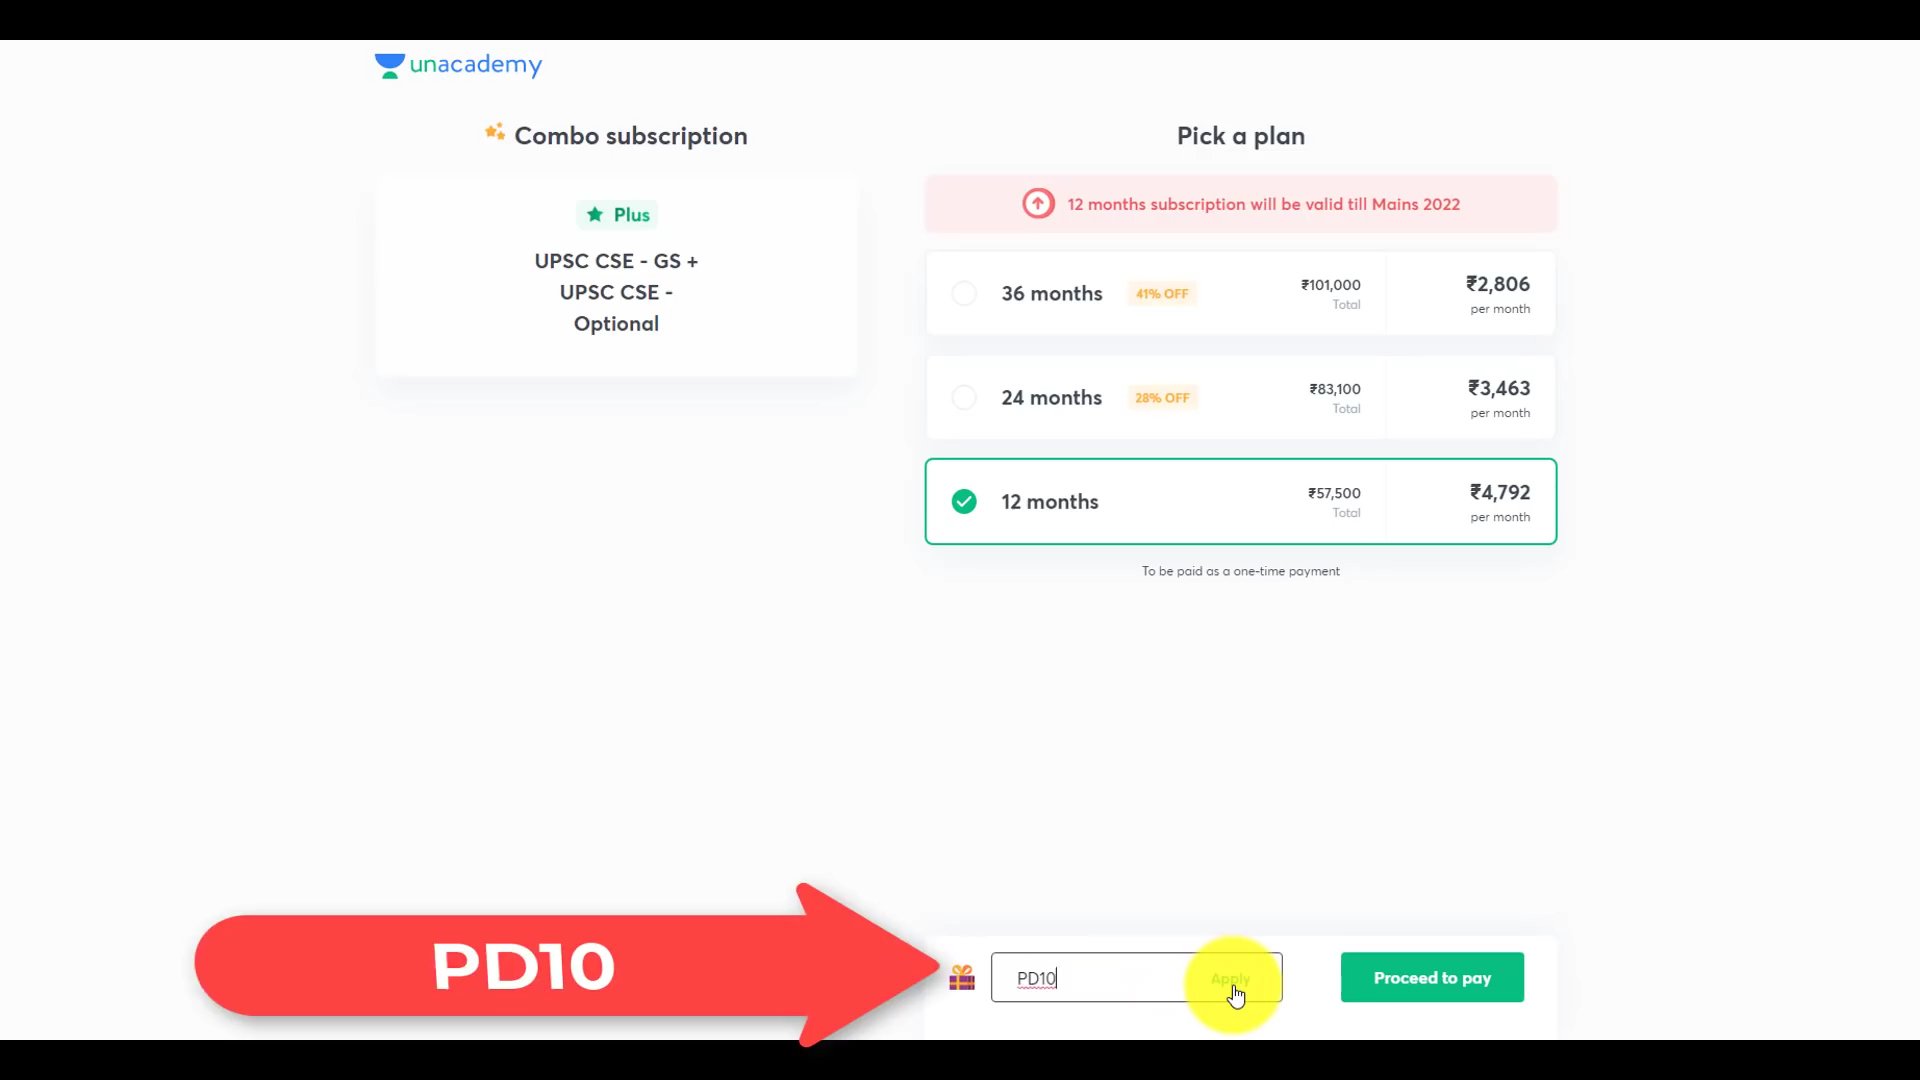 unacademy
Combo subscription
Plus
UPSC CSE - GS +
UPSC CSE -
Optional
Pick a plan
12 months subscription will be valid till Mains 2022
36 months 41% OFF ₹101,000 ₹2,806
Total per month
24 months 28% OFF ₹83,100 ₹3,463
Total per month
12 months ₹57,500 ₹4,792
Total per month
To be paid as a one-time payment
PD10
PD10 Apply Proceed to pay